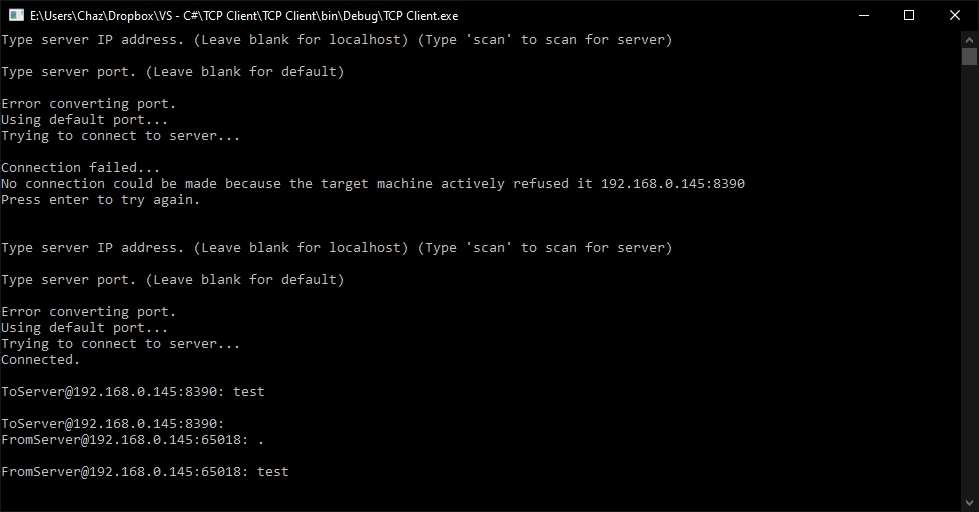 E:\Users\Chaz\Dropbox\VS - C#\TCP Client\TCP Client\bin\Debug\TCP Client.exe
Type server IP address. (Leave blank for localhost) (Type 'scan' to scan for server)
Type server port. (Leave blank for default)
Error converting port.
Using default port...
Trying to connect to server...
Connection failed...
No connection could be made because the target machine actively refused it 192.168.0.145:8390
Press enter to try again.
Type server IP address. (Leave blank for localhost) (Type 'scan' to scan for server)
Type server port. (Leave blank for default)
Error converting port.
Using default port...
Trying to connect to server...
Connected.
ToServer@192.168.0.145:8390: test
ToServer@192.168.0.145:8390:
FromServer@192.168.0.145:65018: .
FromServer@192.168.0.145:65018: test